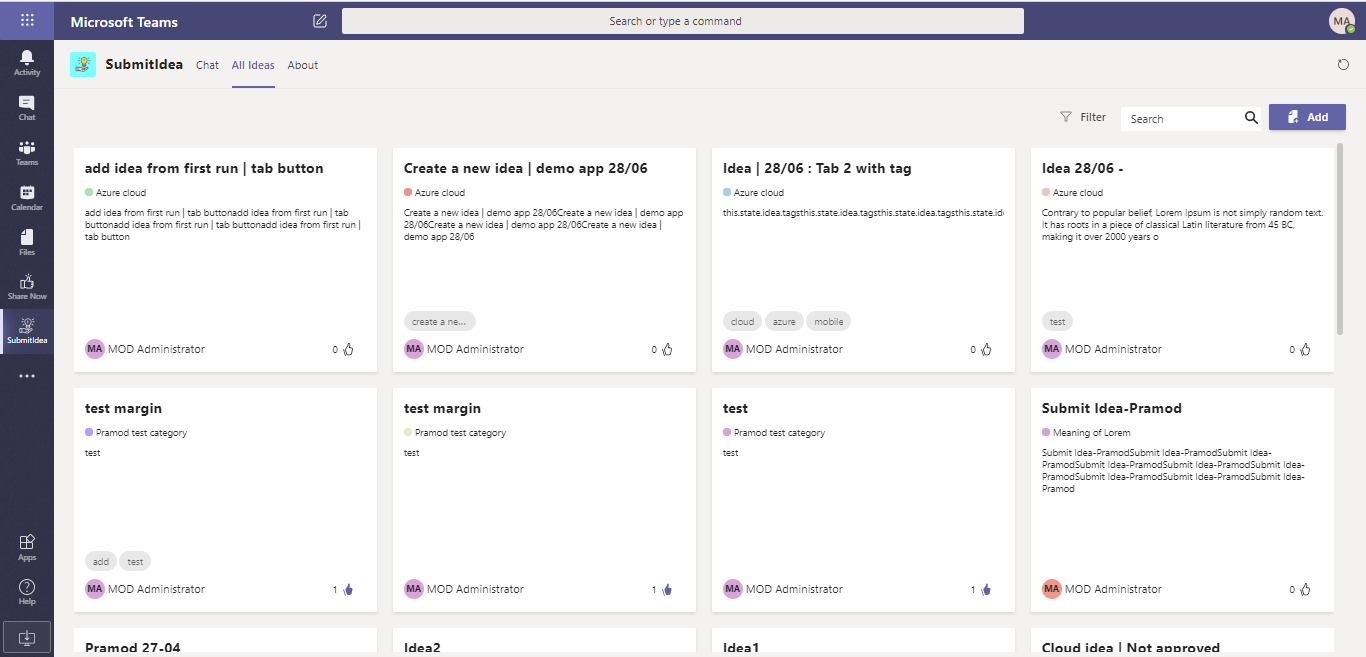 Microsoft Teams
Search or type a command
MA
Activity
Chat
Teams
Calendar
Files
Share Now
SubmitIdea
Apps
Help
SubmitIdea Chat All Ideas About
Filter Search Add
add idea from first run | tab button
Azure cloud
add idea from first run | tab buttonadd idea from first run | tab
buttonadd idea from first run | tab buttonadd idea from first run |
tab button
MA MOD Administrator 0
Create a new idea | demo app 28/06
Azure cloud
Create a new idea | demo app 28/06Create a new idea | demo app
28/06Create a new idea | demo app 28/06Create a new idea |
demo app 28/06
create a ne...
MA MOD Administrator 0
Idea | 28/06 : Tab 2 with tag
Azure cloud
this.state.idea.tagsthis.state.idea.tagsthis.state.idea.tagsthis.state.id
cloud azure mobile
MA MOD Administrator 0
Idea 28/06 -
Azure cloud
Contrary to popular belief, Lorem Ipsum is not simply random text.
It has roots in a piece of classical Latin literature from 45 BC,
making it over 2000 years o
test
MA MOD Administrator 0
test margin
Pramod test category
test
add test
MA MOD Administrator 1
test margin
Pramod test category
test
MA MOD Administrator 1
test
Pramod test category
test
MA MOD Administrator 1
Submit Idea-Pramod
Meaning of Lorem
Submit Idea-PramodSubmit Idea-PramodSubmit Idea-
PramodSubmit Idea-PramodSubmit Idea-PramodSubmit Idea-
PramodSubmit Idea-PramodSubmit Idea-PramodSubmit Idea-
Pramod
MA MOD Administrator 0
Pramod 27-04
Idea2
Idea1
Cloud idea | Not approved